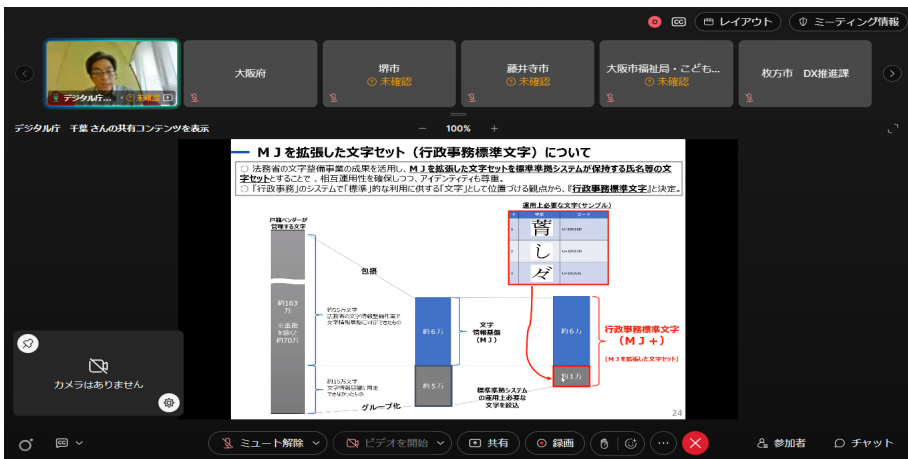 レイアウト
ミーティング情報
デジタル庁...
未確認
大阪府
堺市
未確認
藤井寺市
未確認
大阪市福祉局・こども...
未確認
枚方市 DX推進課
デジタル庁 千葉 さんの共有コンテンツを表示
100%
MJを拡張した文字セット（行政事務標準文字）について
○ 法務省の文字整備事業の成果を活用し、MJを拡張した文字セットを標準準拠システムが保持する氏名等の文
字セットとすることで、相互運用性を確保しつつ、アイデンティティも尊重。
○「行政事務」のシステムで「標準」的な利用に供する「文字」として位置づける観点から、『行政事務標準文字』と決定。
運用上必要な文字(サンプル)
戸籍ベンダーが
管理する文字
包摂
約163
万
約70万
約6万
文字
情報基盤
（MJ）
約6万
行政事務標準文字
（MJ＋）
（MJを拡張した文字セット）
約15万文字
約5万
約1万
グループ化
標準準拠システム
の運用上必要な
文字を絞込
24
カメラはありません
ミュート解除
ビデオを開始
共有
録画
参加者
チャット